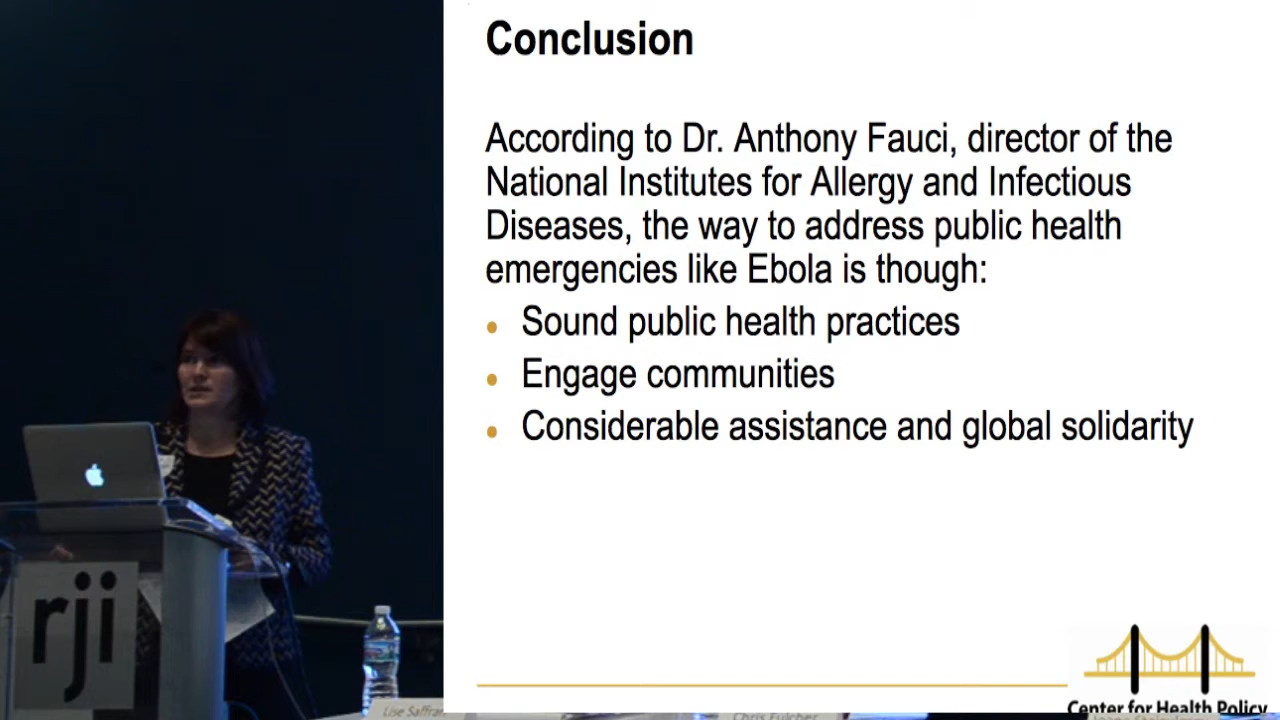 Conclusion
According to Dr. Anthony Fauci, director of the
National Institutes for Allergy and Infectious
Diseases, the way to address public health
emergencies like Ebola is though:
• Sound public health practices
• Engage communities
• Considerable assistance and global solidarity
rji
Center for Health Policy
Lise Saffran
Chris Fulcher